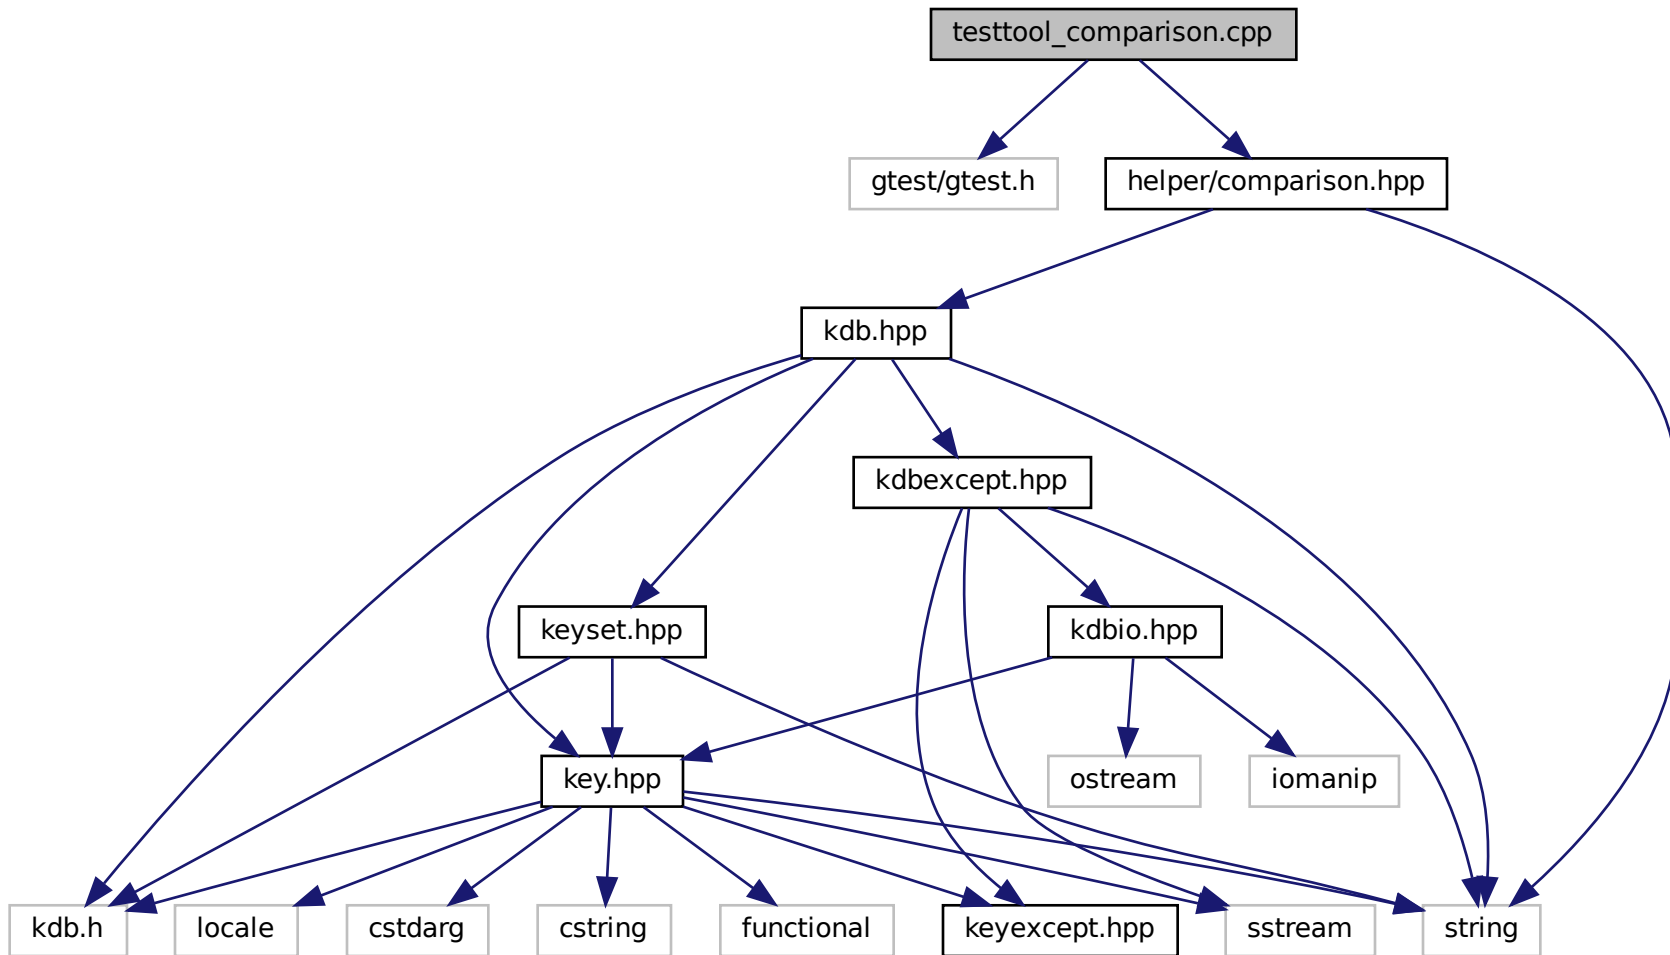 testtool_comparison.cpp
gtest/gtest.h
helper/comparison.hpp
kdb.hpp
kdbexcept.hpp
keyset.hpp
kdbio.hpp
key.hpp
ostream
iomanip
kdb.h
locale
cstdarg
cstring
functional
keyexcept.hpp
sstream
string